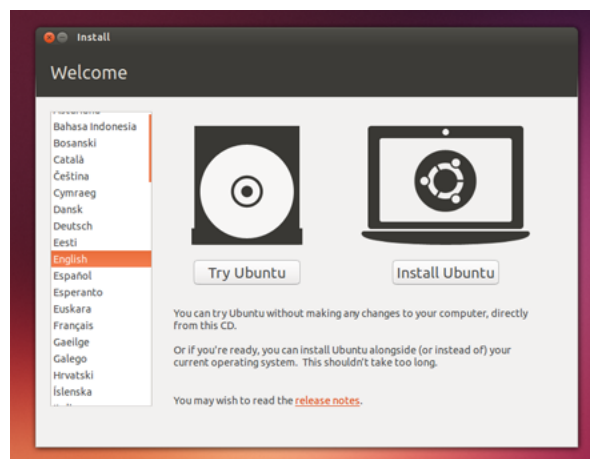 Install
Welcome
Bahasa Indonesia
Bosanski
Català
Čeština
Cymraeg
Dansk
Deutsch
Eesti
English
Español
Esperanto
Euskara
Français
Gaeilge
Galego
Hrvatski
Íslenska
Try Ubuntu
Install Ubuntu
You can try Ubuntu without making any changes to your computer, directly
from this CD.
Or if you're ready, you can install Ubuntu alongside (or instead of) your
current operating system. This shouldn't take too long.
You may wish to read the release notes.